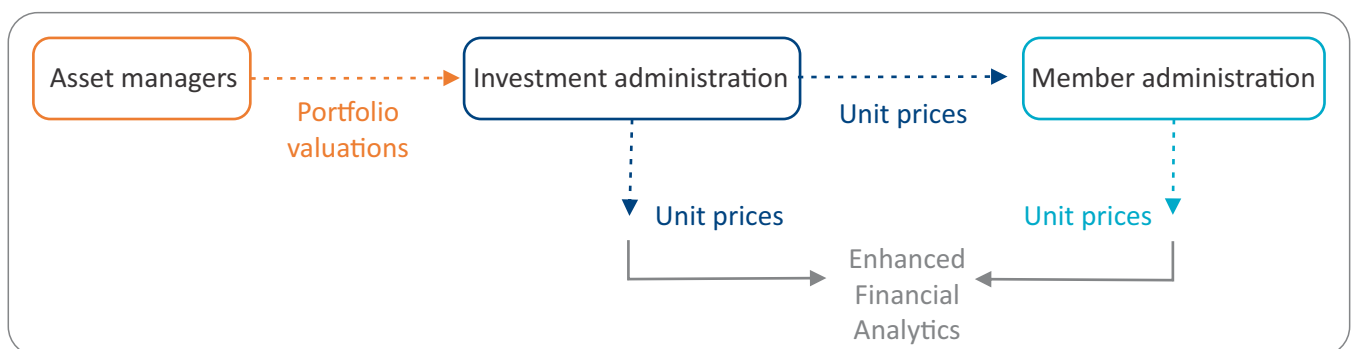 Asset managers
Investment administration
Member administration
Portfolio
valuations
Unit prices
Unit prices
Unit prices
Enhanced
Financial
Analytics